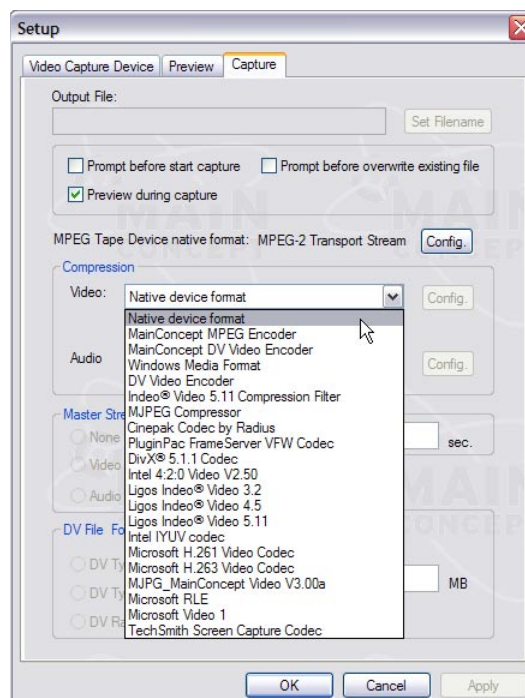 Setup
Video Capture Device Preview Capture
Output File:
Set Filename
Prompt before start capture Prompt before overwrite existing file
Preview during capture
MPEG Tape Device native format: MPEG-2 Transport Stream Config.
Compression
Video: Native device format Config.
Native device format
MainConcept MPEG Encoder
MainConcept DV Video Encoder
Windows Media Format
Audio Config.
DV Video Encoder
Indeo® Video 5.11 Compression Filter
MJPEG Compressor
Master Stre
Cinepak Codec by Radius
None sec.
PluginPac FrameServer VFW Codec
DivX® 5.1.1 Codec
Video
Intel 4:2:0 Video V2.50
Ligos Indeo® Video 3.2
Audio
Ligos Indeo® Video 4.5
Ligos Indeo® Video 5.11
DV File Fo
Intel IYUV codec
Microsoft H.261 Video Codec
DV Ty
Microsoft H.263 Video Codec
MJPG_MainConcept Video V3.00a
DV Ty MB
Microsoft RLE
Microsoft Video 1
DV Ra
TechSmith Screen Capture Codec
OK Cancel Apply
MAIN
CONCEPT